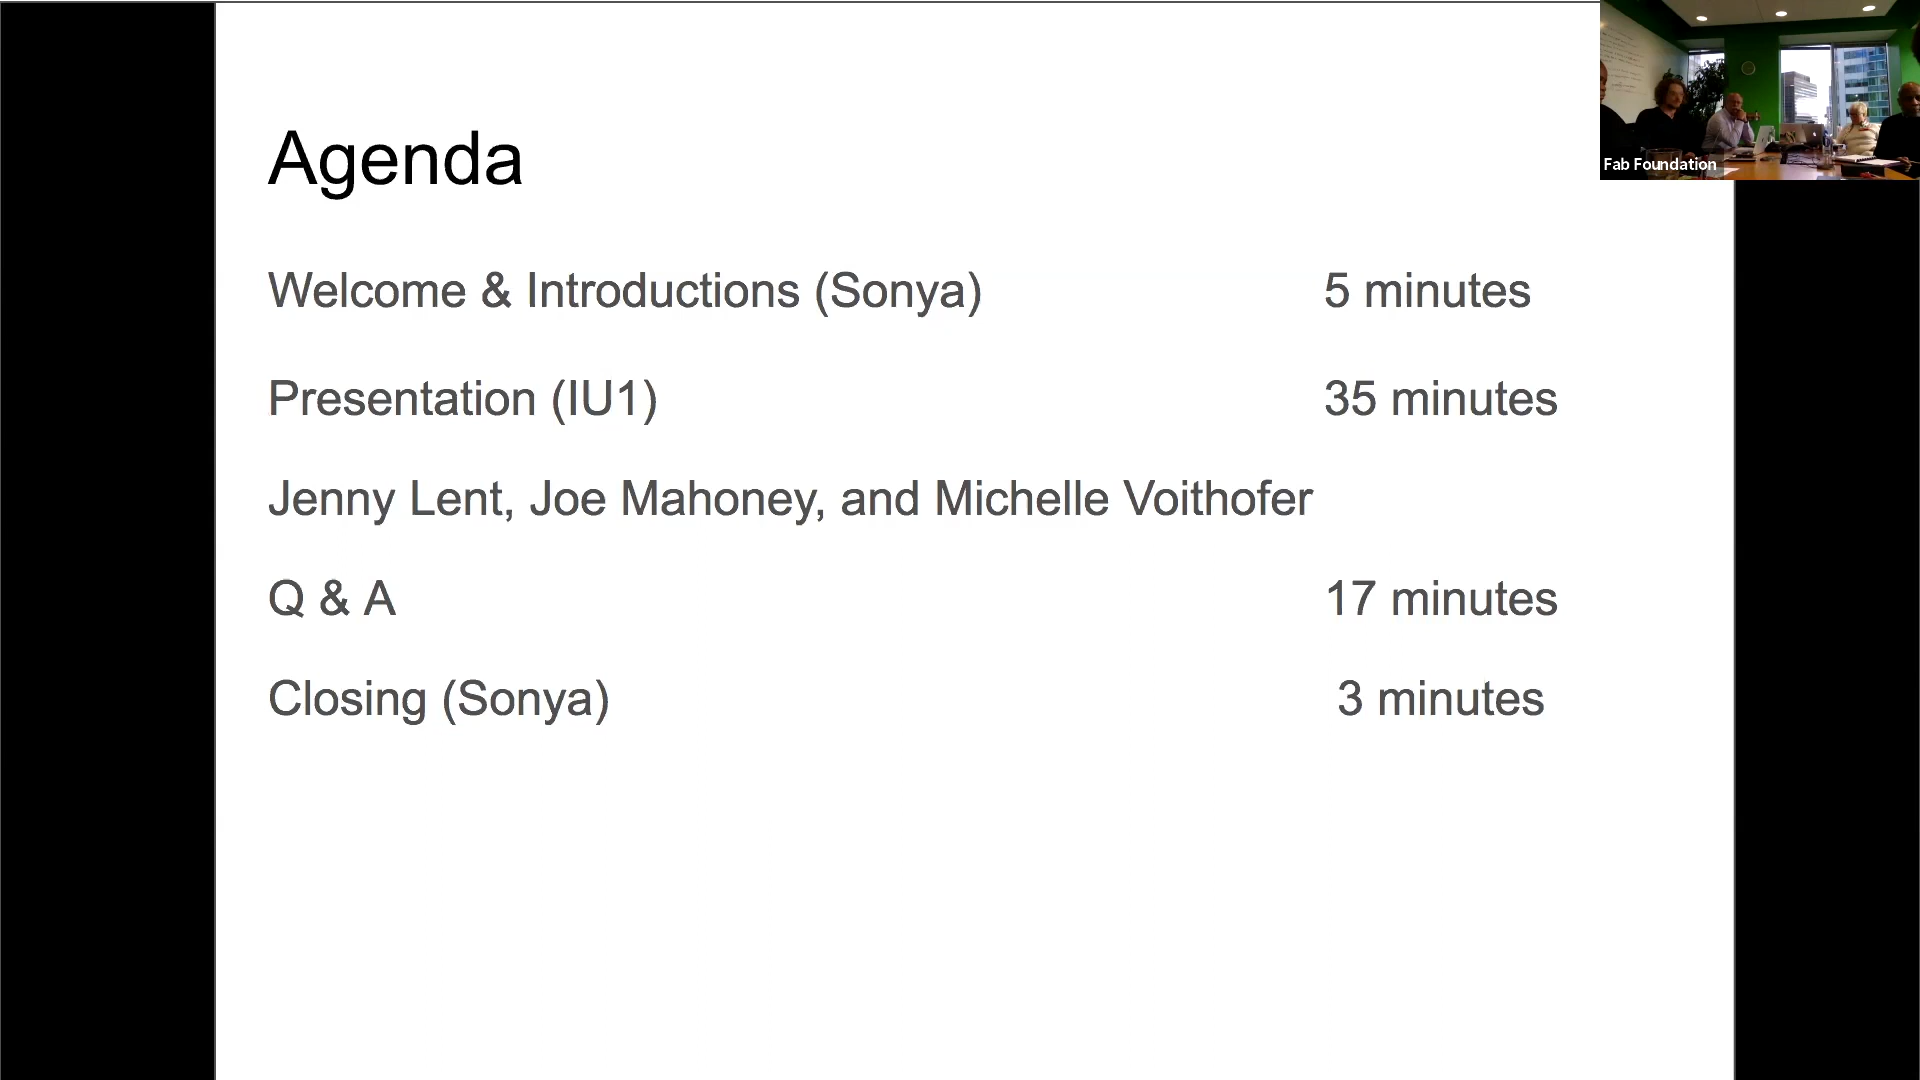 Agenda
Welcome & Introductions (Sonya) 5 minutes
Presentation (IU1) 35 minutes
Jenny Lent, Joe Mahoney, and Michelle Voithofer
Q & A 17 minutes
Closing (Sonya) 3 minutes
Fab Foundation